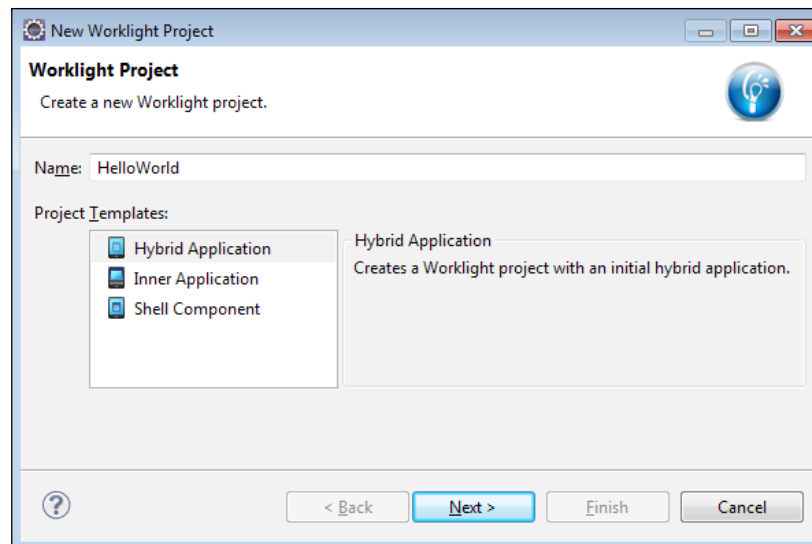 New Worklight Project
Worklight Project
Create a new Worklight project.
Name: HelloWorld
Project Templates:
Hybrid Application
Inner Application
Shell Component
Hybrid Application
Creates a Worklight project with an initial hybrid application.
?
< Back
Next >
Finish
Cancel